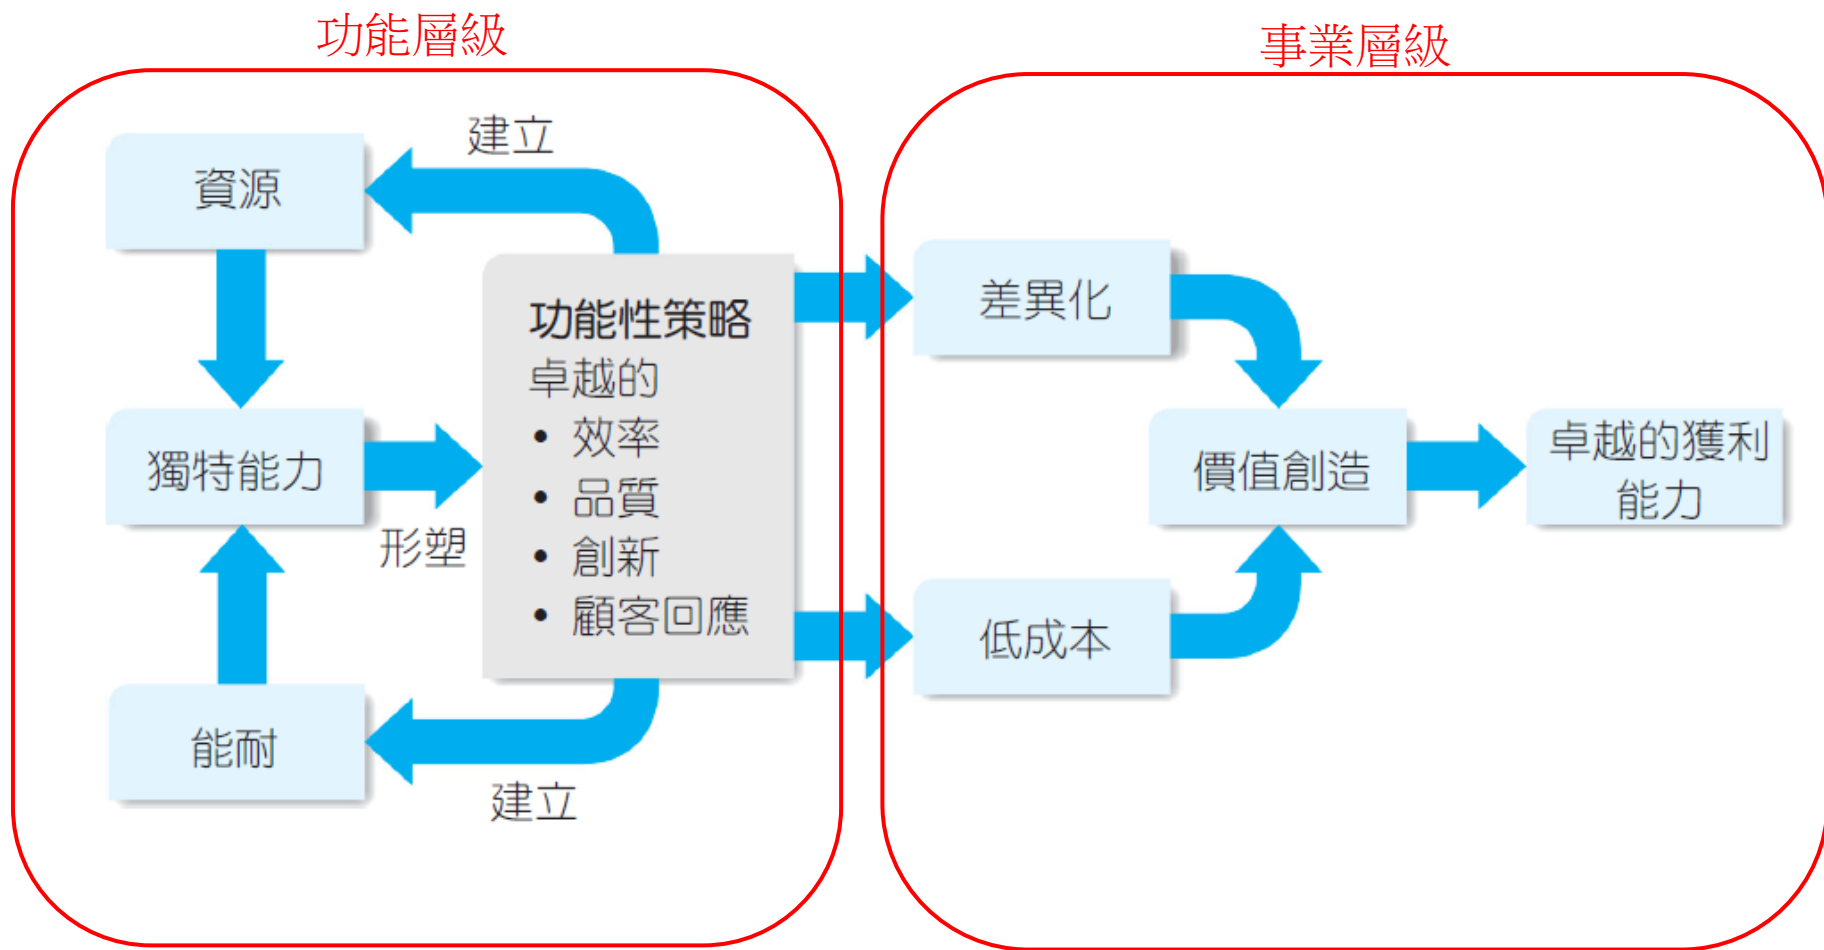 功能層級
事業層級
建立
資源
獨特能力
形塑
能耐
建立
功能性策略
卓越的
• 效率
• 品質
• 創新
• 顧客回應
差異化
低成本
價值創造
卓越的獲利
能力